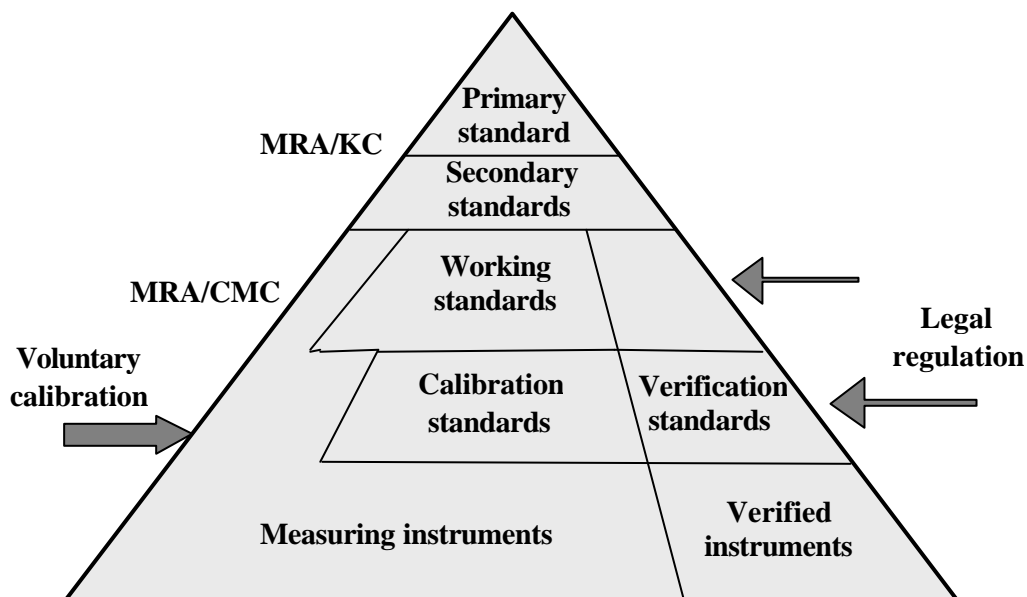 Primary
standard
MRA/KC
Secondary
standards
Working
standards
MRA/CMC
Legal
regulation
Voluntary
calibration
Calibration
standards
Verification
standards
Measuring instruments
Verified
instruments